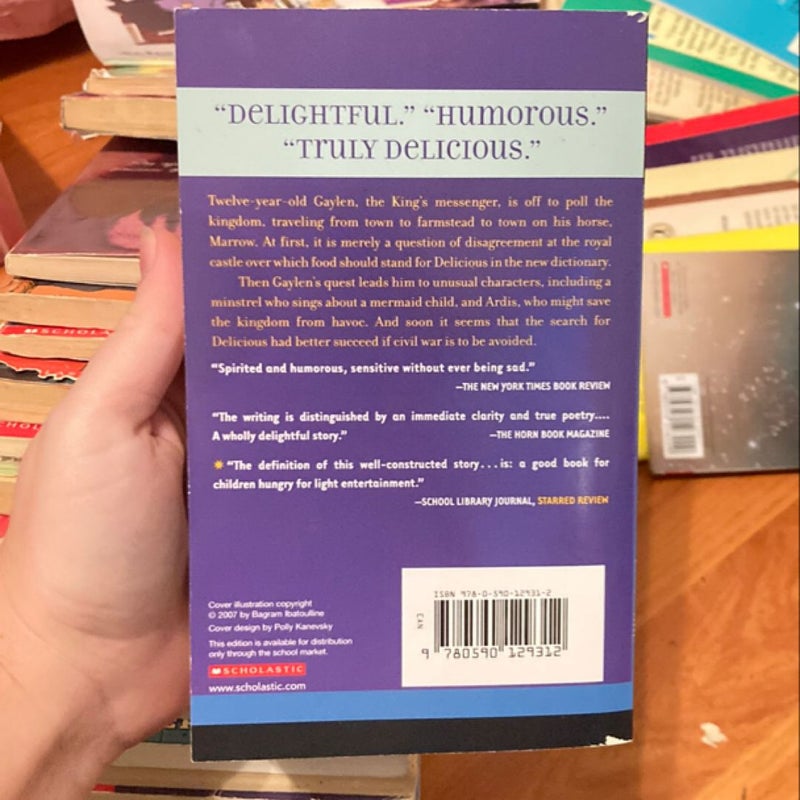 “DELIGHTFUL.” “HUMOROUS.”
“TRULY DELICIOUS.”
Twelve-year-old Gaylen, the King's messenger, is off to poll the
kingdom, traveling from town to farmstead to town on his horse,
Marrow. At first, it is merely a question of disagreement at the royal
castle over which food should stand for Delicious in the new dictionary.
Then Gaylen's quest leads him to unusual characters, including a
minstrel who sings about a mermaid child, and Ardis, who might save
the kingdom from havoc. And soon it seems that the search for
Delicious had better succeed if civil war is to be avoided.
“Spirited and humorous, sensitive without ever being sad.”
—THE NEW YORK TIMES BOOK REVIEW
“The writing is distinguished by an immediate clarity and true poetry....
A wholly delightful story.” —THE HORN BOOK MAGAZINE
“The definition of this well-constructed story...is: a good book for
children hungry for light entertainment.”
—SCHOOL LIBRARY JOURNAL, STARRED REVIEW
Cover illustration copyright
© 2007 by Bagram Ibatoulline
Cover design by Polly Kanevsky
This edition is available for distribution
only through the school market.
SCHOLASTIC
www.scholastic.com
ISBN 978-0-590-12931-2
EAN
9 780590 129312